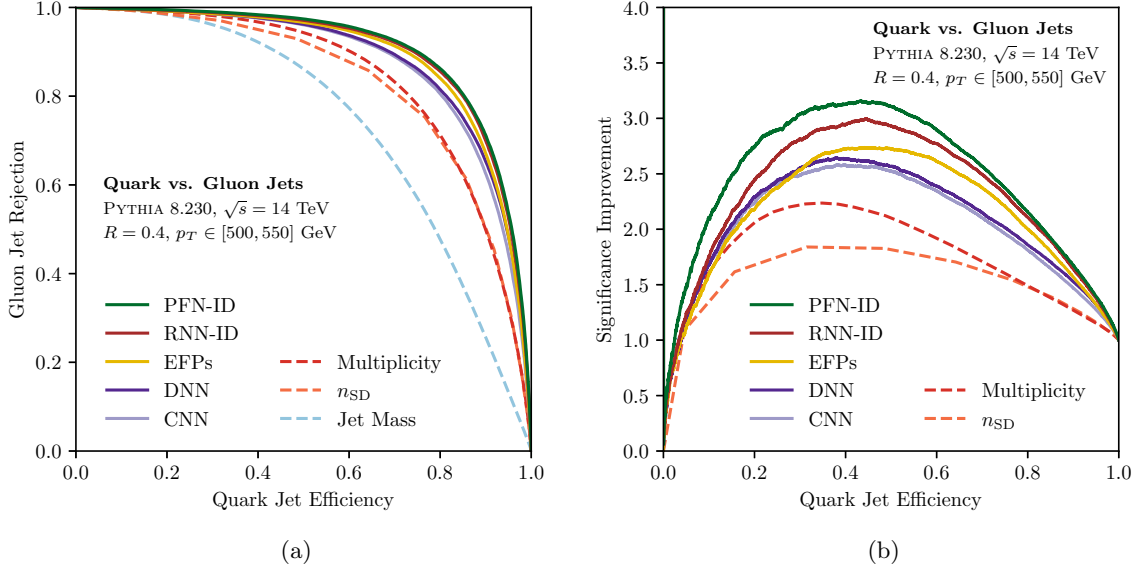 1.0
0.8
0.6
0.4
0.2
0.0
Gluon Jet Rejection
Quark vs. Gluon Jets
PYTHIA 8.230, √s = 14 TeV
R = 0.4, p_T ∈ [500, 550] GeV
PFN-ID
RNN-ID
EFPs
DNN
CNN
Multiplicity
n_SD
Jet Mass
0.0 0.2 0.4 0.6 0.8 1.0
Quark Jet Efficiency
(a)
4.0
3.5
3.0
2.5
2.0
1.5
1.0
0.5
0.0
Significance Improvement
Quark vs. Gluon Jets
PYTHIA 8.230, √s = 14 TeV
R = 0.4, p_T ∈ [500, 550] GeV
PFN-ID
RNN-ID
EFPs
DNN
CNN
Multiplicity
n_SD
0.0 0.2 0.4 0.6 0.8 1.0
Quark Jet Efficiency
(b)